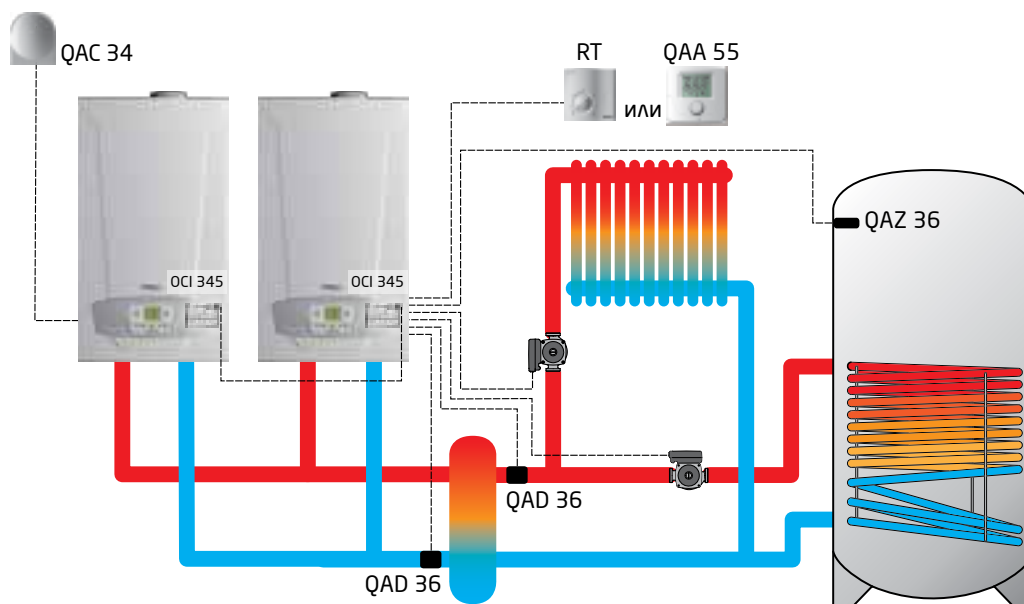 QAC 34
RT
QAA 55
или
QAZ 36
OCI 345
OCI 345
QAD 36
QAD 36